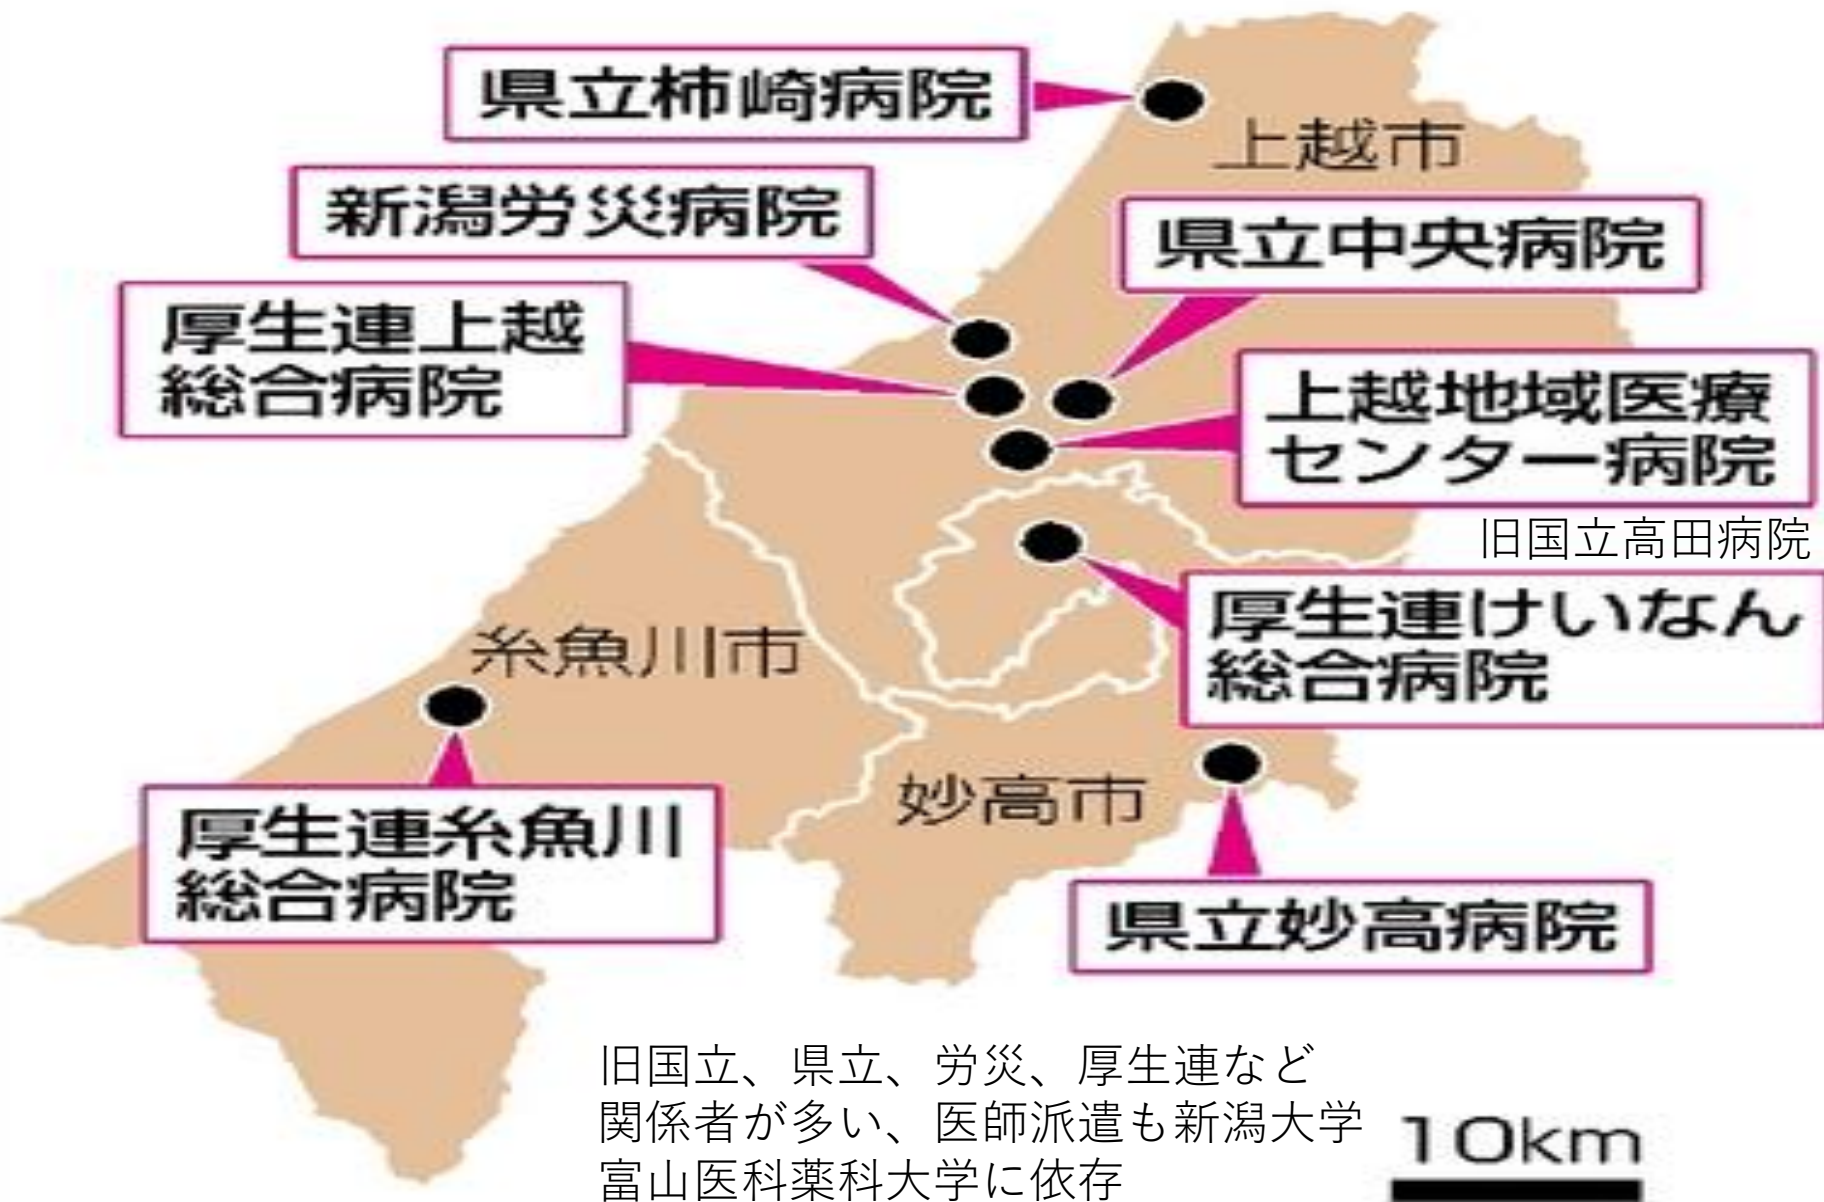 県立柿崎病院
上越市
新潟労災病院
県立中央病院
厚生連上越
総合病院
上越地域医療
センター病院
旧国立高田病院
厚生連けいなん
総合病院
糸魚川市
妙高市
厚生連糸魚川
総合病院
県立妙高病院
旧国立、県立、労災、厚生連など
関係者が多い、医師派遣も新潟大学
富山医科薬科大学に依存
10km